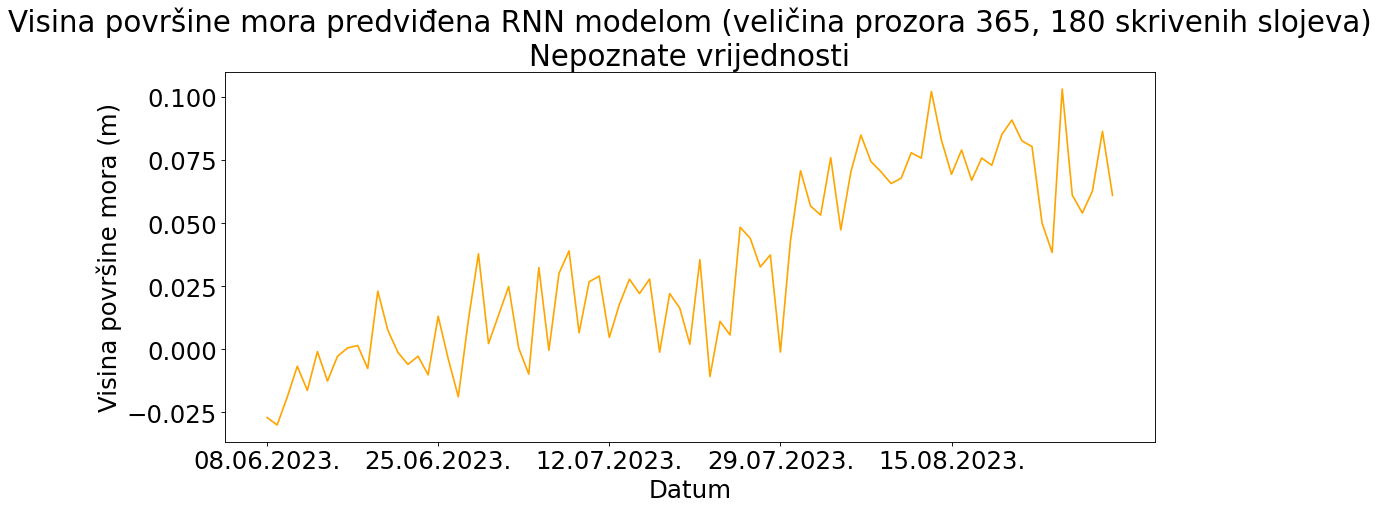 Visina površine mora predviđena RNN modelom (veličina prozora 365, 180 skrivenih slojeva)
Nepoznate vrijednosti
Visina površine mora (m)
0.100
0.075
0.050
0.025
0.000
−0.025
08.06.2023. 25.06.2023. 12.07.2023. 29.07.2023. 15.08.2023.
Datum